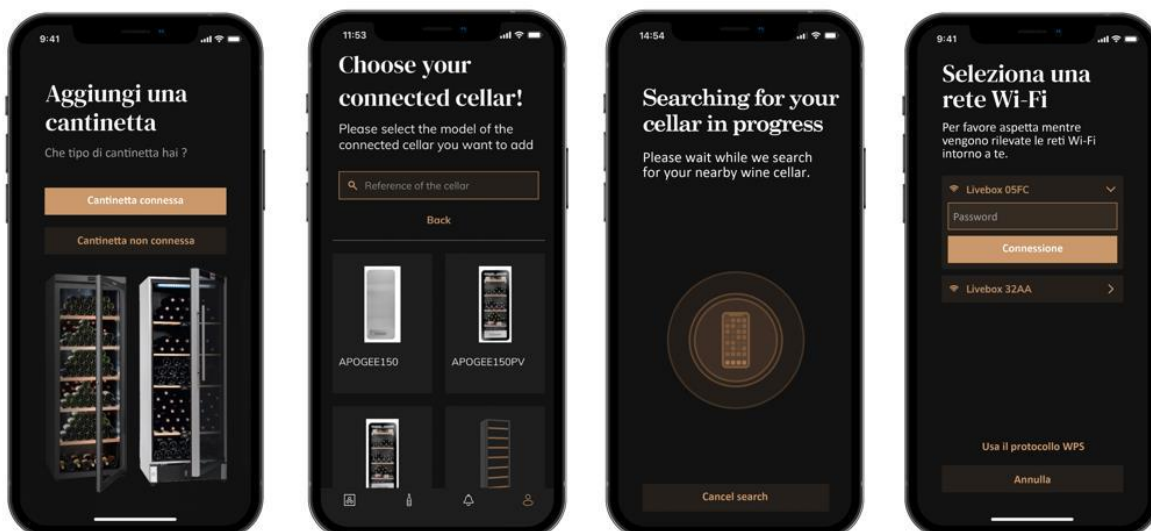 9:41
Aggiungi una
cantinetta
Che tipo di cantinetta hai ?
Cantinetta connessa
Cantinetta non connessa
11:53
Choose your
connected cellar!
Please select the model of the
connected cellar you want to add
Reference of the cellar
Back
APOGEE150
APOGEE150PV
14:54
Searching for your
cellar in progress
Please wait while we search
for your nearby wine cellar.
Cancel search
9:41
Seleziona una
rete Wi-Fi
Per favore aspetta mentre
vengono rilevate le reti Wi-Fi
intorno a te.
Livebox 05FC
Password
Connessione
Livebox 32AA
Usa il protocollo WPS
Annulla